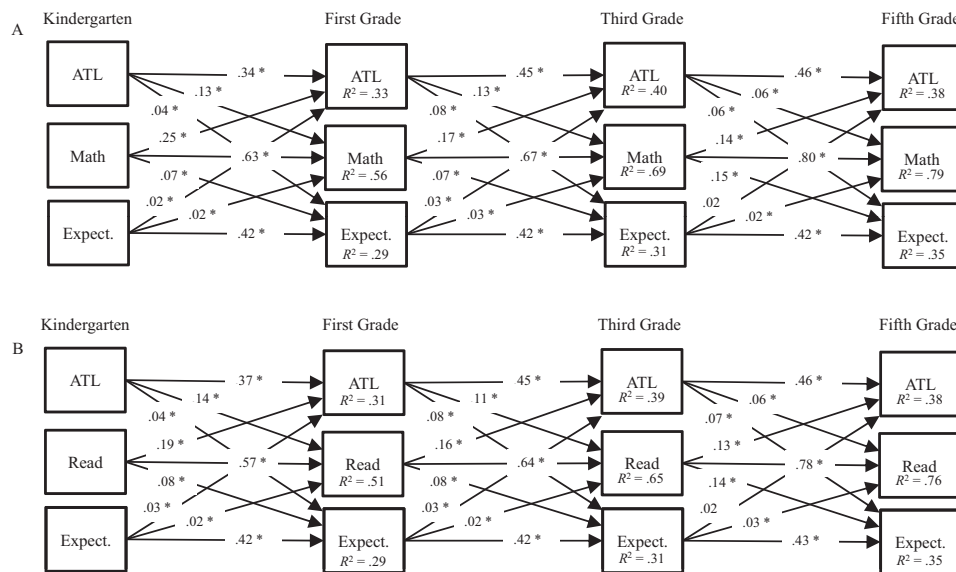 Kindergarten First Grade Third Grade Fifth Grade
A
ATL .34 * ATL R² = .33 .45 * ATL R² = .40 .46 * ATL R² = .38
.13 * .13 * .06 *
.04 * .08 * .06 *
.25 * .17 * .14 *
Math .63 * Math R² = .56 .67 * Math R² = .69 .80 * Math R² = .79
.07 * .07 * .15 *
.02 * .03 * .02
.02 * .03 * .02 *
Expect. .42 * Expect. R² = .29 .42 * Expect. R² = .31 .42 * Expect. R² = .35
Kindergarten First Grade Third Grade Fifth Grade
B
ATL .37 * ATL R² = .31 .45 * ATL R² = .39 .46 * ATL R² = .38
.14 * .11 * .06 *
.04 * .08 * .07 *
.19 * .16 * .13 *
Read .57 * Read R² = .51 .64 * Read R² = .65 .78 * Read R² = .76
.08 * .08 * .14 *
.03 * .03 * .02
.02 * .02 * .03 *
Expect. .42 * Expect. R² = .29 .42 * Expect. R² = .31 .43 * Expect. R² = .35